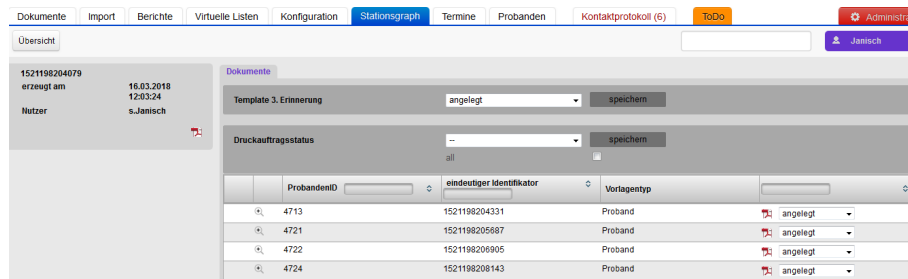 Dokumente Import Berichte Virtuelle Listen Konfiguration Stationsgraph Termine Probanden Kontaktprotokoll (6) ToDo Administra
Übersicht Janisch
1521198204079
erzeugt am 16.03.2018
12:03:24
Nutzer s.Janisch
Dokumente
Template 3. Erinnerung angelegt speichern
Druckauftragsstatus -- speichern
all
ProbandenID eindeutiger Identifikator Vorlagentyp
4713 1521198204331 Proband angelegt
4721 1521198205687 Proband angelegt
4722 1521198206905 Proband angelegt
4724 1521198208143 Proband angelegt